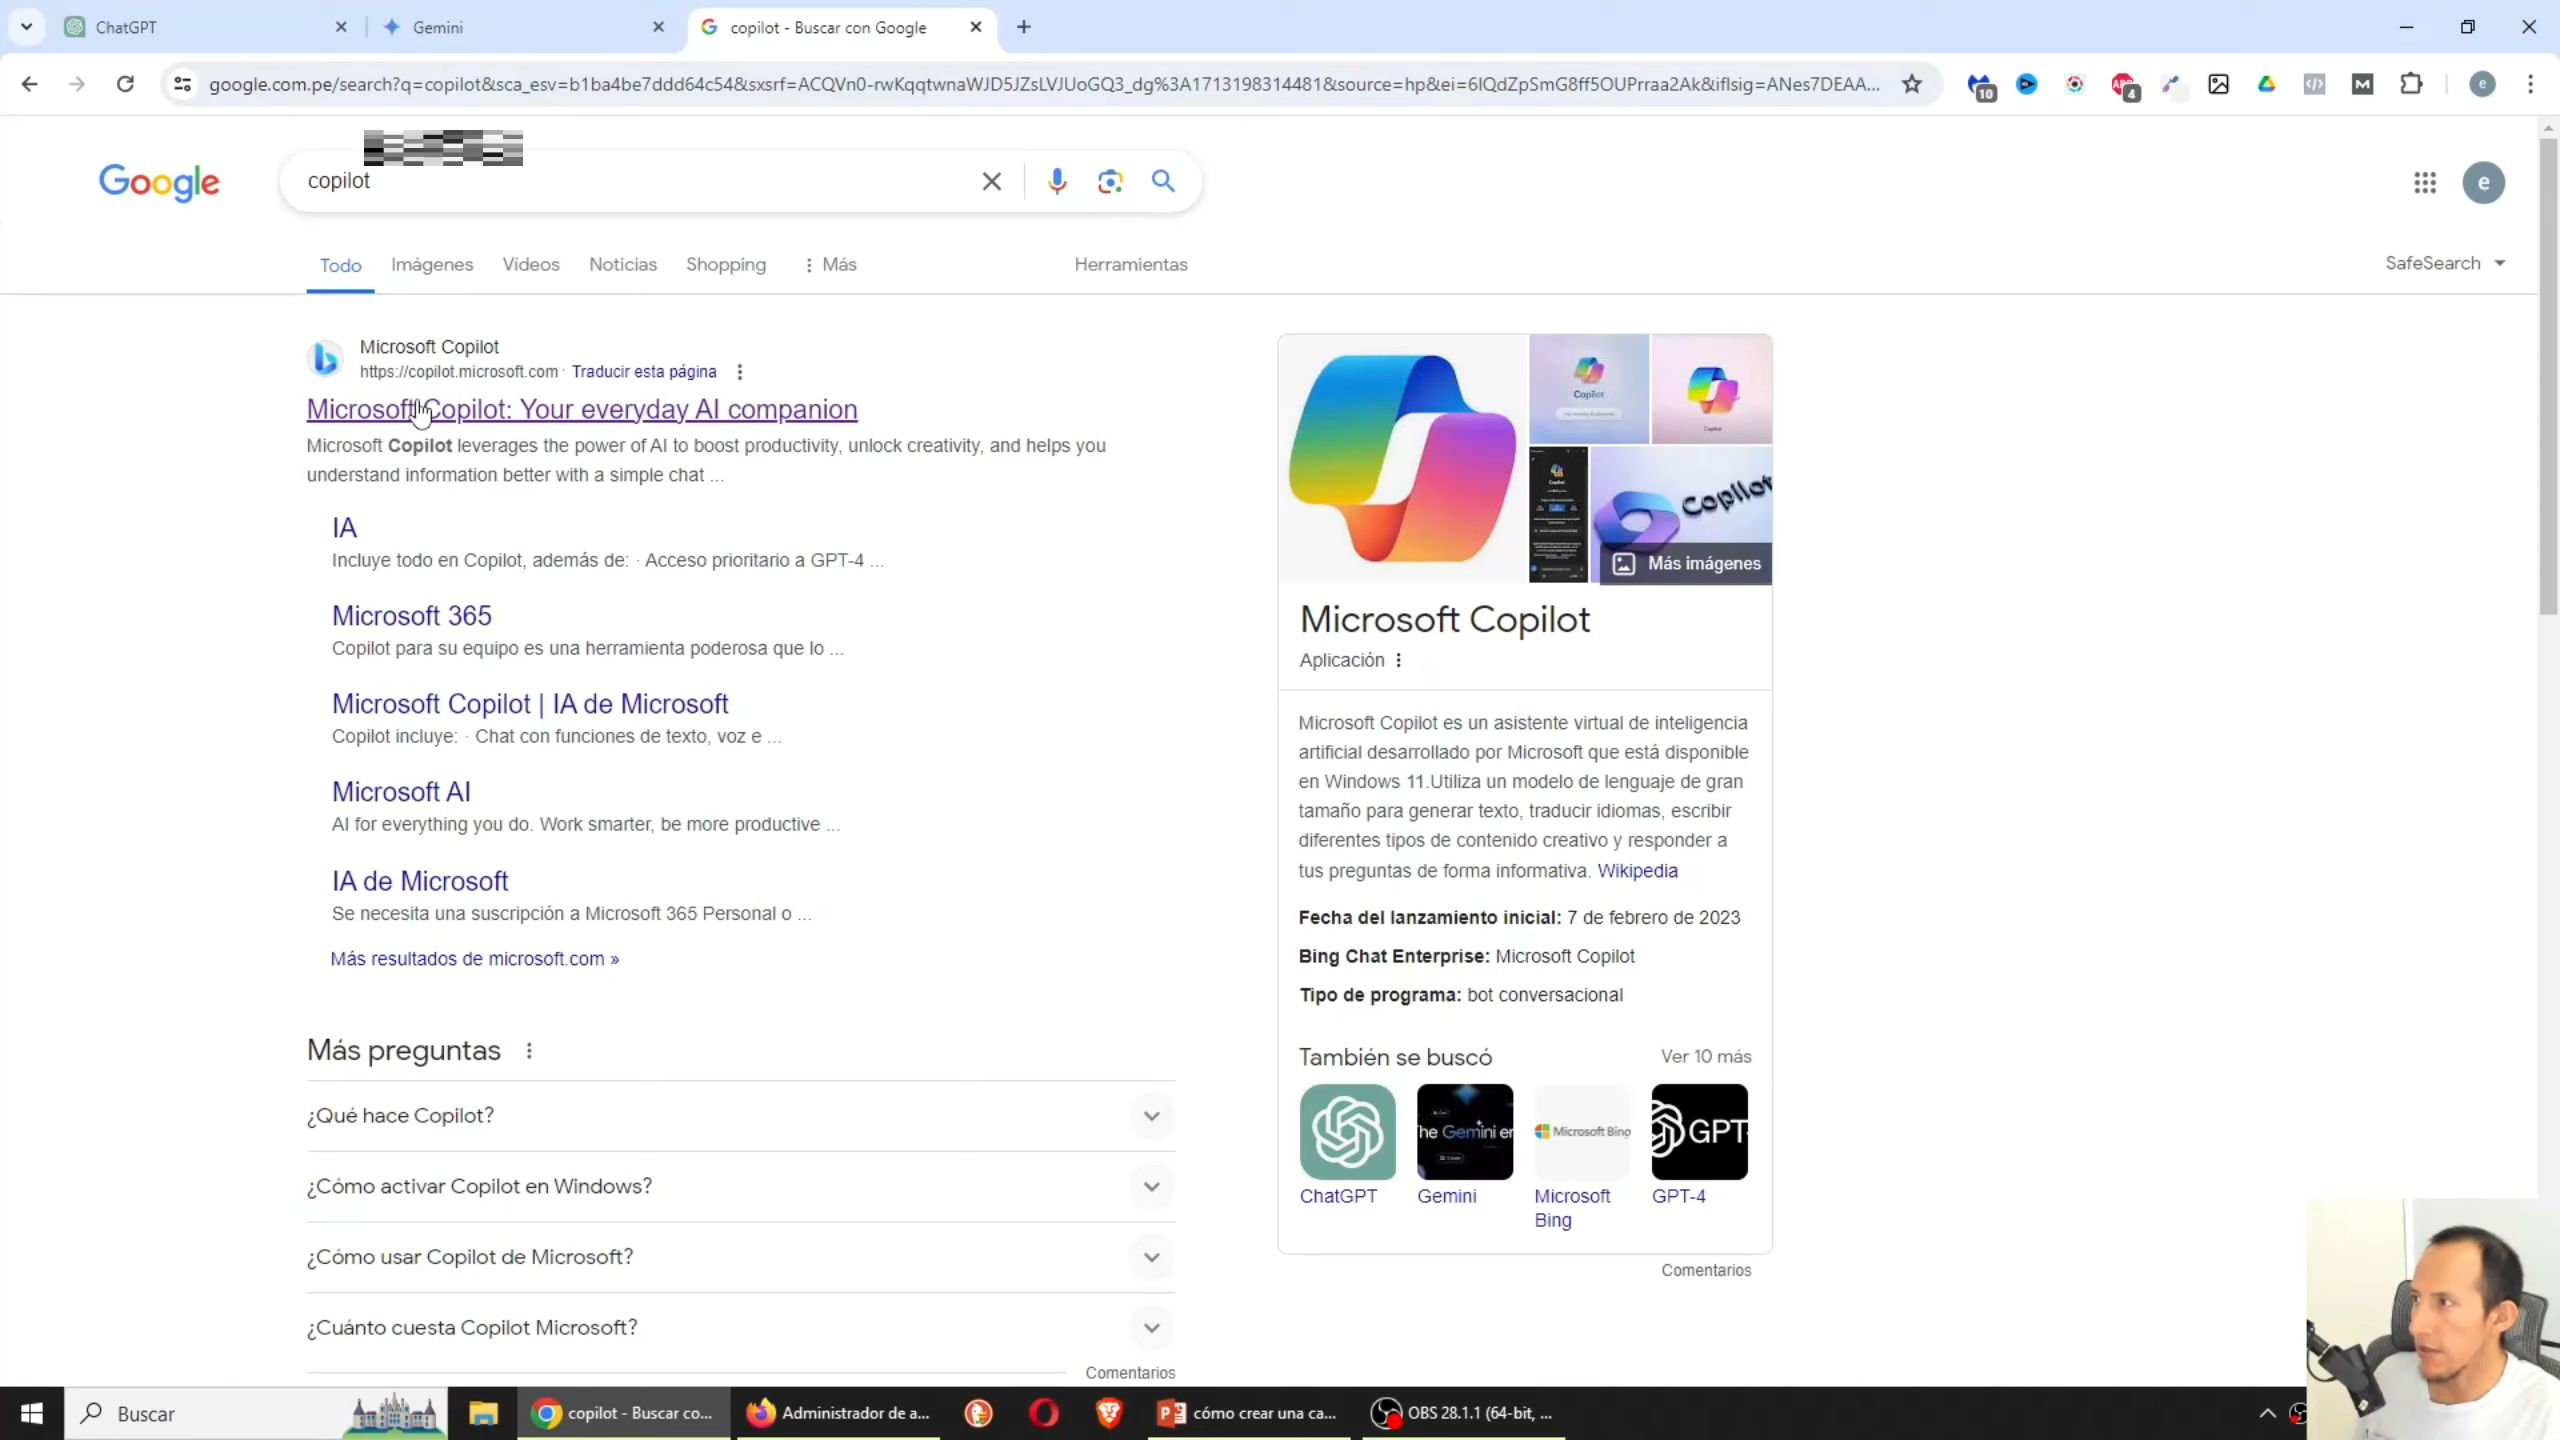 ChatGPT
Gemini
copilot - Buscar con Google
google.com.pe/search?q=copilot&sca_esv=b1ba4be7ddd64c54&sxsrf=ACQVn0-rwKqqtwnaWJD5JZsLVJUoGQ3_dg%3A1713198314481&source=hp&ei=6IQdZpSmG8ff5OUPrraa2Ak&iflsig=ANes7DEAA...
10
ABP
4
M
e
Google
copilot
e
Todo
Imágenes
Videos
Noticias
Shopping
Más
Herramientas
SafeSearch
Microsoft Copilot
https://copilot.microsoft.com · Traducir esta página
Microsoft Copilot: Your everyday AI companion
Microsoft Copilot leverages the power of AI to boost productivity, unlock creativity, and helps you
understand information better with a simple chat ...
IA
Incluye todo en Copilot, además de: · Acceso prioritario a GPT-4 ...
Microsoft 365
Copilot para su equipo es una herramienta poderosa que lo ...
Microsoft Copilot | IA de Microsoft
Copilot incluye: · Chat con funciones de texto, voz e ...
Microsoft AI
AI for everything you do. Work smarter, be more productive ...
IA de Microsoft
Se necesita una suscripción a Microsoft 365 Personal o ...
Más resultados de microsoft.com »
Más preguntas
¿Qué hace Copilot?
¿Cómo activar Copilot en Windows?
¿Cómo usar Copilot de Microsoft?
¿Cuánto cuesta Copilot Microsoft?
Comentarios
Copilot
Copilot
Copilot
Más imágenes
Microsoft Copilot
Aplicación
Microsoft Copilot es un asistente virtual de inteligencia
artificial desarrollado por Microsoft que está disponible
en Windows 11.Utiliza un modelo de lenguaje de gran
tamaño para generar texto, traducir idiomas, escribir
diferentes tipos de contenido creativo y responder a
tus preguntas de forma informativa. Wikipedia
Fecha del lanzamiento inicial: 7 de febrero de 2023
Bing Chat Enterprise: Microsoft Copilot
Tipo de programa: bot conversacional
También se buscó
Ver 10 más
he Gemini er
Microsoft Bing
GPT
ChatGPT
Gemini
Microsoft
Bing
GPT-4
Comentarios
Buscar
copilot - Buscar co...
Administrador de a...
cómo crear una ca...
OBS 28.1.1 (64-bit, ...